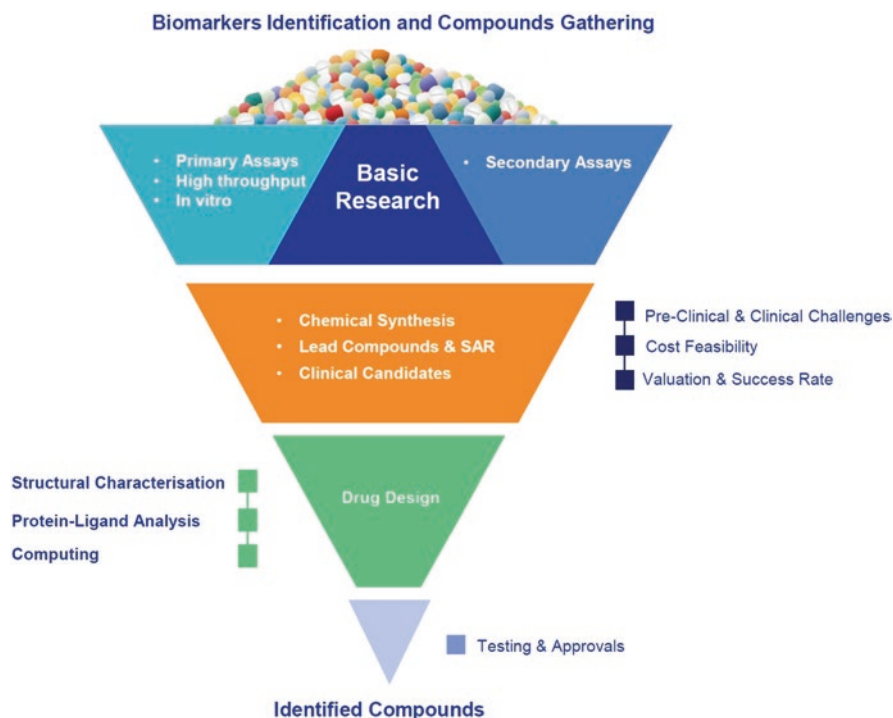 Biomarkers Identification and Compounds Gathering
• Primary Assays
• High throughput
• In vitro
Basic
Research
• Secondary Assays
• Chemical Synthesis
• Lead Compounds & SAR
• Clinical Candidates
Pre-Clinical & Clinical Challenges
Cost Feasibility
Valuation & Success Rate
Structural Characterisation
Protein-Ligand Analysis
Computing
Drug Design
Testing & Approvals
Identified Compounds